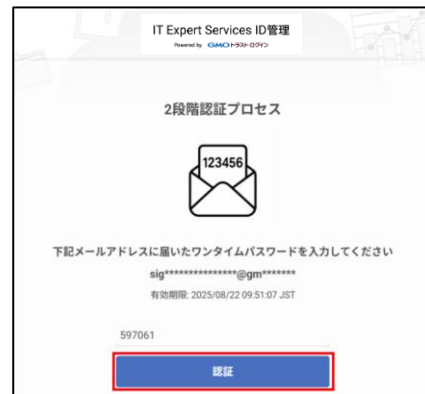 IT Expert Services ID管理
Powered by GMOトラスト・ログイン
2段階認証プロセス
123456
下記メールアドレスに届いたワンタイムパスワードを入力してください
sig***************@gm*******
有効期限: 2025/08/22 09:51:07 JST
597061
認証